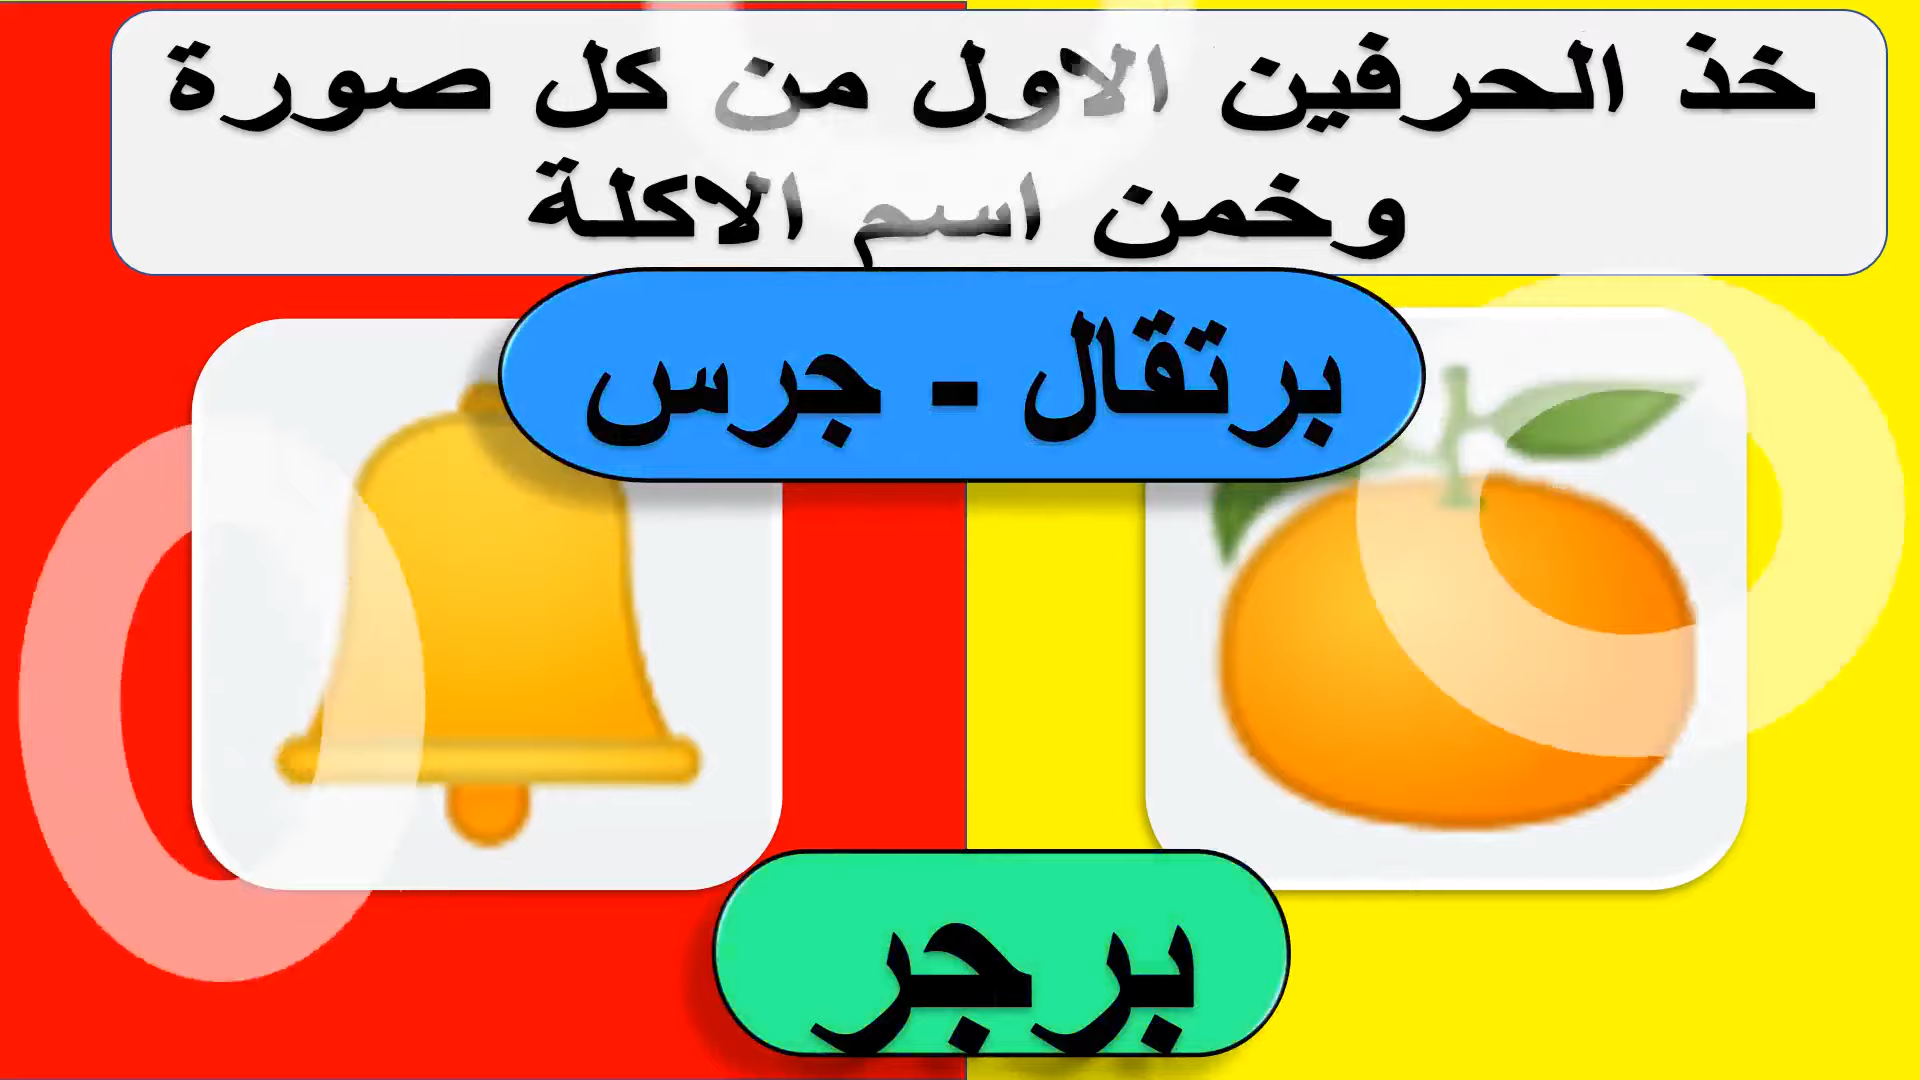 خذ الحرفين الاول من كل صورة
وخمن اسم الاكلة
برتقال - جرس
برجر